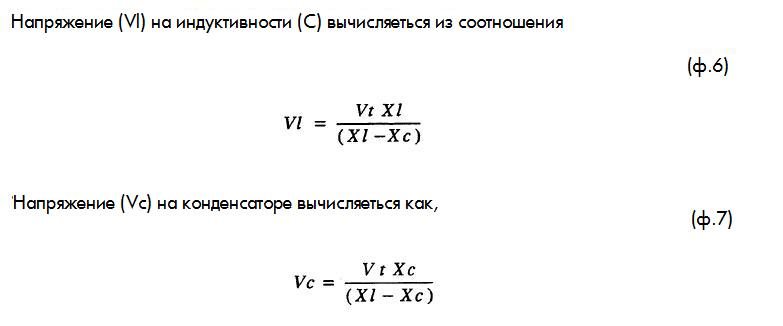 Напряжение (Vl) на индуктивности (C) вычисляеться из соотношения
(ф.6)
Vl = Vt Xl / (Xl – Xc)
Напряжение (Vc) на конденсаторе вычисляеться как,
(ф.7)
Vc = Vt Xc / (Xl – Xc)